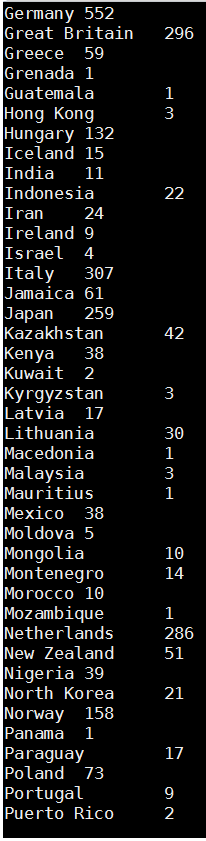 Germany 552
Great Britain 296
Greece 59
Grenada 1
Guatemala 1
Hong Kong 3
Hungary 132
Iceland 15
India 11
Indonesia 22
Iran 24
Ireland 9
Israel 4
Italy 307
Jamaica 61
Japan 259
Kazakhstan 42
Kenya 38
Kuwait 2
Kyrgyzstan 3
Latvia 17
Lithuania 30
Macedonia 1
Malaysia 3
Mauritius 1
Mexico 38
Moldova 5
Mongolia 10
Montenegro 14
Morocco 10
Mozambique 1
Netherlands 286
New Zealand 51
Nigeria 39
North Korea 21
Norway 158
Panama 1
Paraguay 17
Poland 73
Portugal 9
Puerto Rico 2